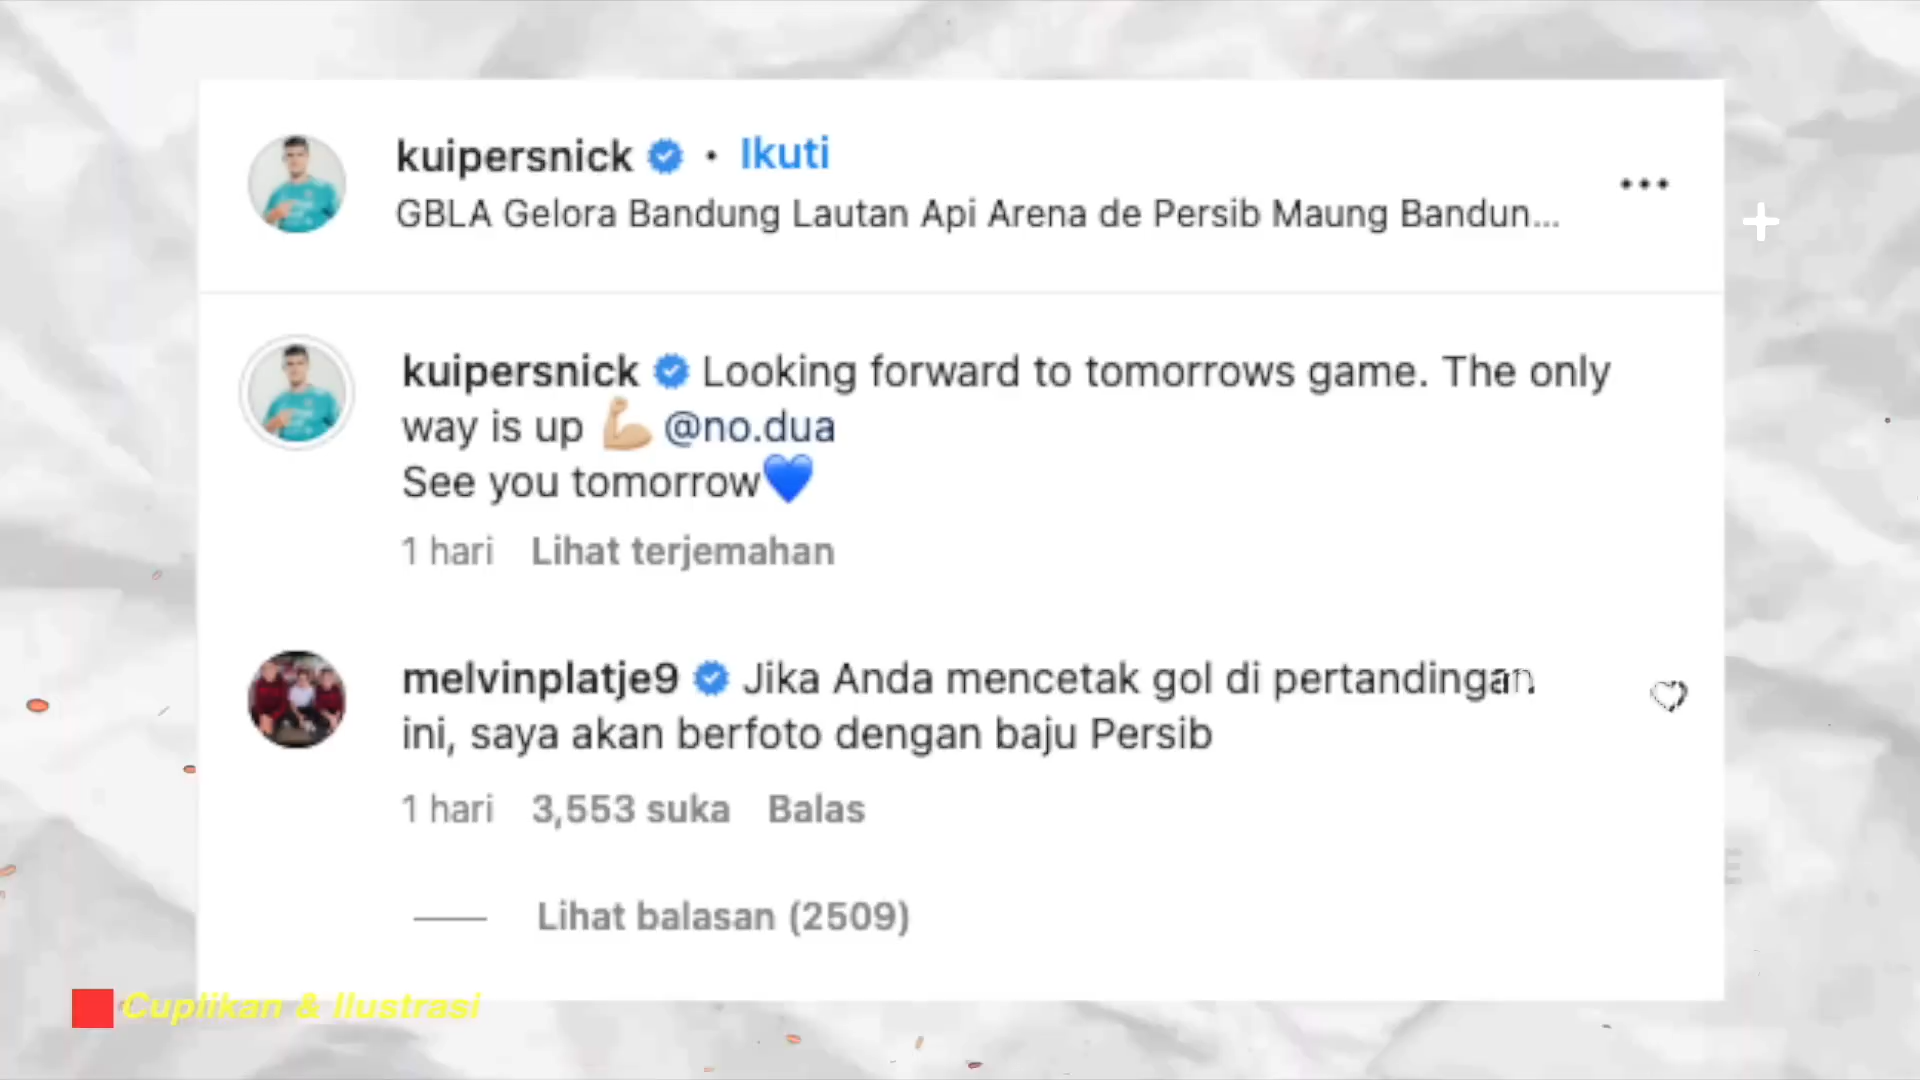 kuipersnick • Ikuti
GBLA Gelora Bandung Lautan Api Arena de Persib Maung Bandun...
kuipersnick Looking forward to tomorrows game. The only
way is up 💪🏼 @no.dua
See you tomorrow💙
1 hari Lihat terjemahan
melvinplatje9 Jika Anda mencetak gol di pertandingan
ini, saya akan berfoto dengan baju Persib
1 hari 3,553 suka Balas
Lihat balasan (2509)
Cuplikan & Ilustrasi